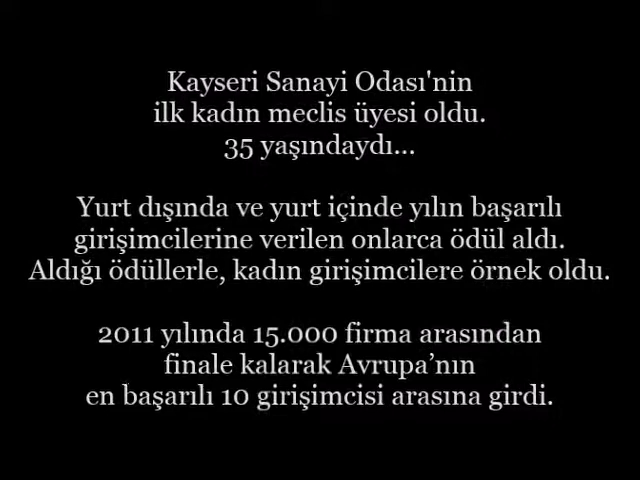 Kayseri Sanayi Odası'nin
ilk kadın meclis üyesi oldu.
35 yaşındaydı...
Yurt dışında ve yurt içinde yılın başarılı
girişimcilerine verilen onlarca ödül aldı.
Aldığı ödüllerle, kadın girişimcilere örnek oldu.
2011 yılında 15.000 firma arasından
finale kalarak Avrupa’nın
en başarılı 10 girişimcisi arasına girdi.